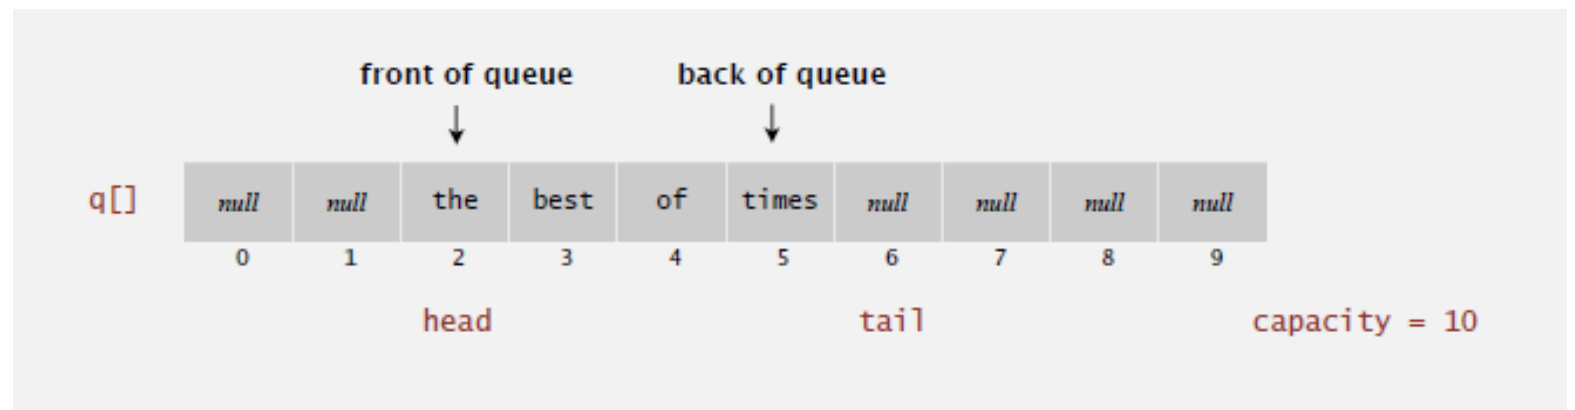 front of queue back of queue
q[] null null the best of times null null null null
0 1 2 3 4 5 6 7 8 9
head tail capacity = 10